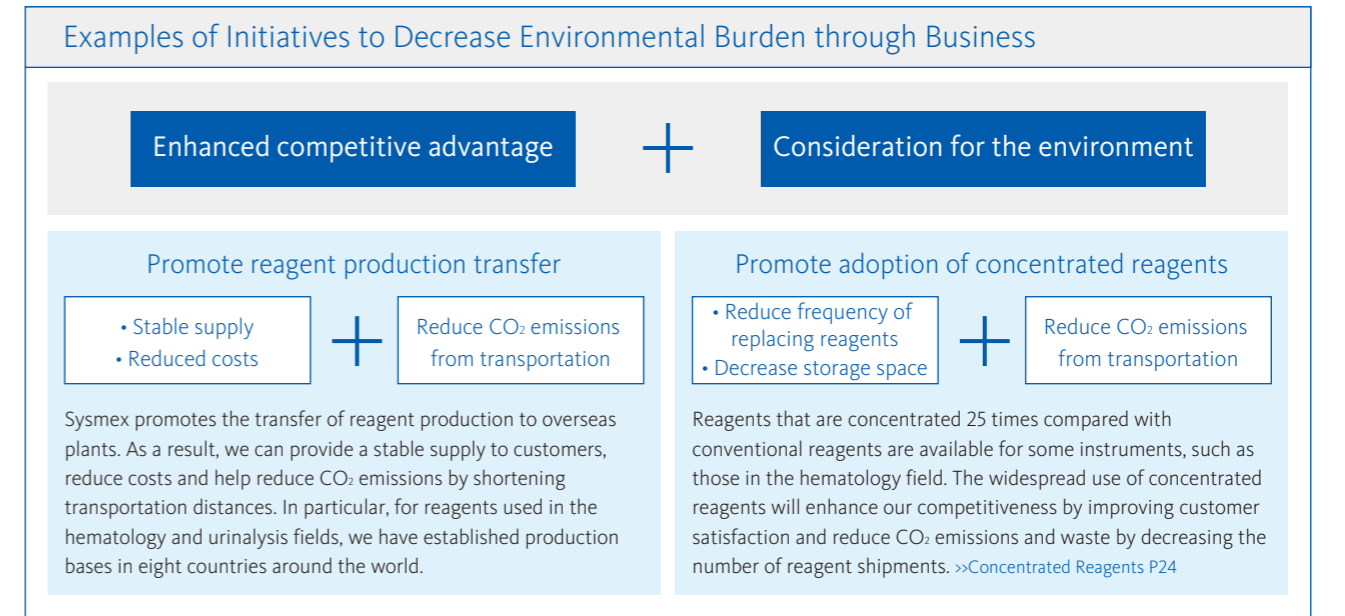 Examples of Initiatives to Decrease Environmental Burden through Business
Enhanced competitive advantage
+
Consideration for the environment
Promote reagent production transfer
• Stable supply
• Reduced costs
+
Reduce CO₂ emissions
from transportation
Sysmex promotes the transfer of reagent production to overseas
plants. As a result, we can provide a stable supply to customers,
reduce costs and help reduce CO₂ emissions by shortening
transportation distances. In particular, for reagents used in the
hematology and urinalysis fields, we have established production
bases in eight countries around the world.
Promote adoption of concentrated reagents
• Reduce frequency of
replacing reagents
• Decrease storage space
+
Reduce CO₂ emissions
from transportation
Reagents that are concentrated 25 times compared with
conventional reagents are available for some instruments, such as
those in the hematology field. The widespread use of concentrated
reagents will enhance our competitiveness by improving customer
satisfaction and reduce CO₂ emissions and waste by decreasing the
number of reagent shipments. >>Concentrated Reagents P24